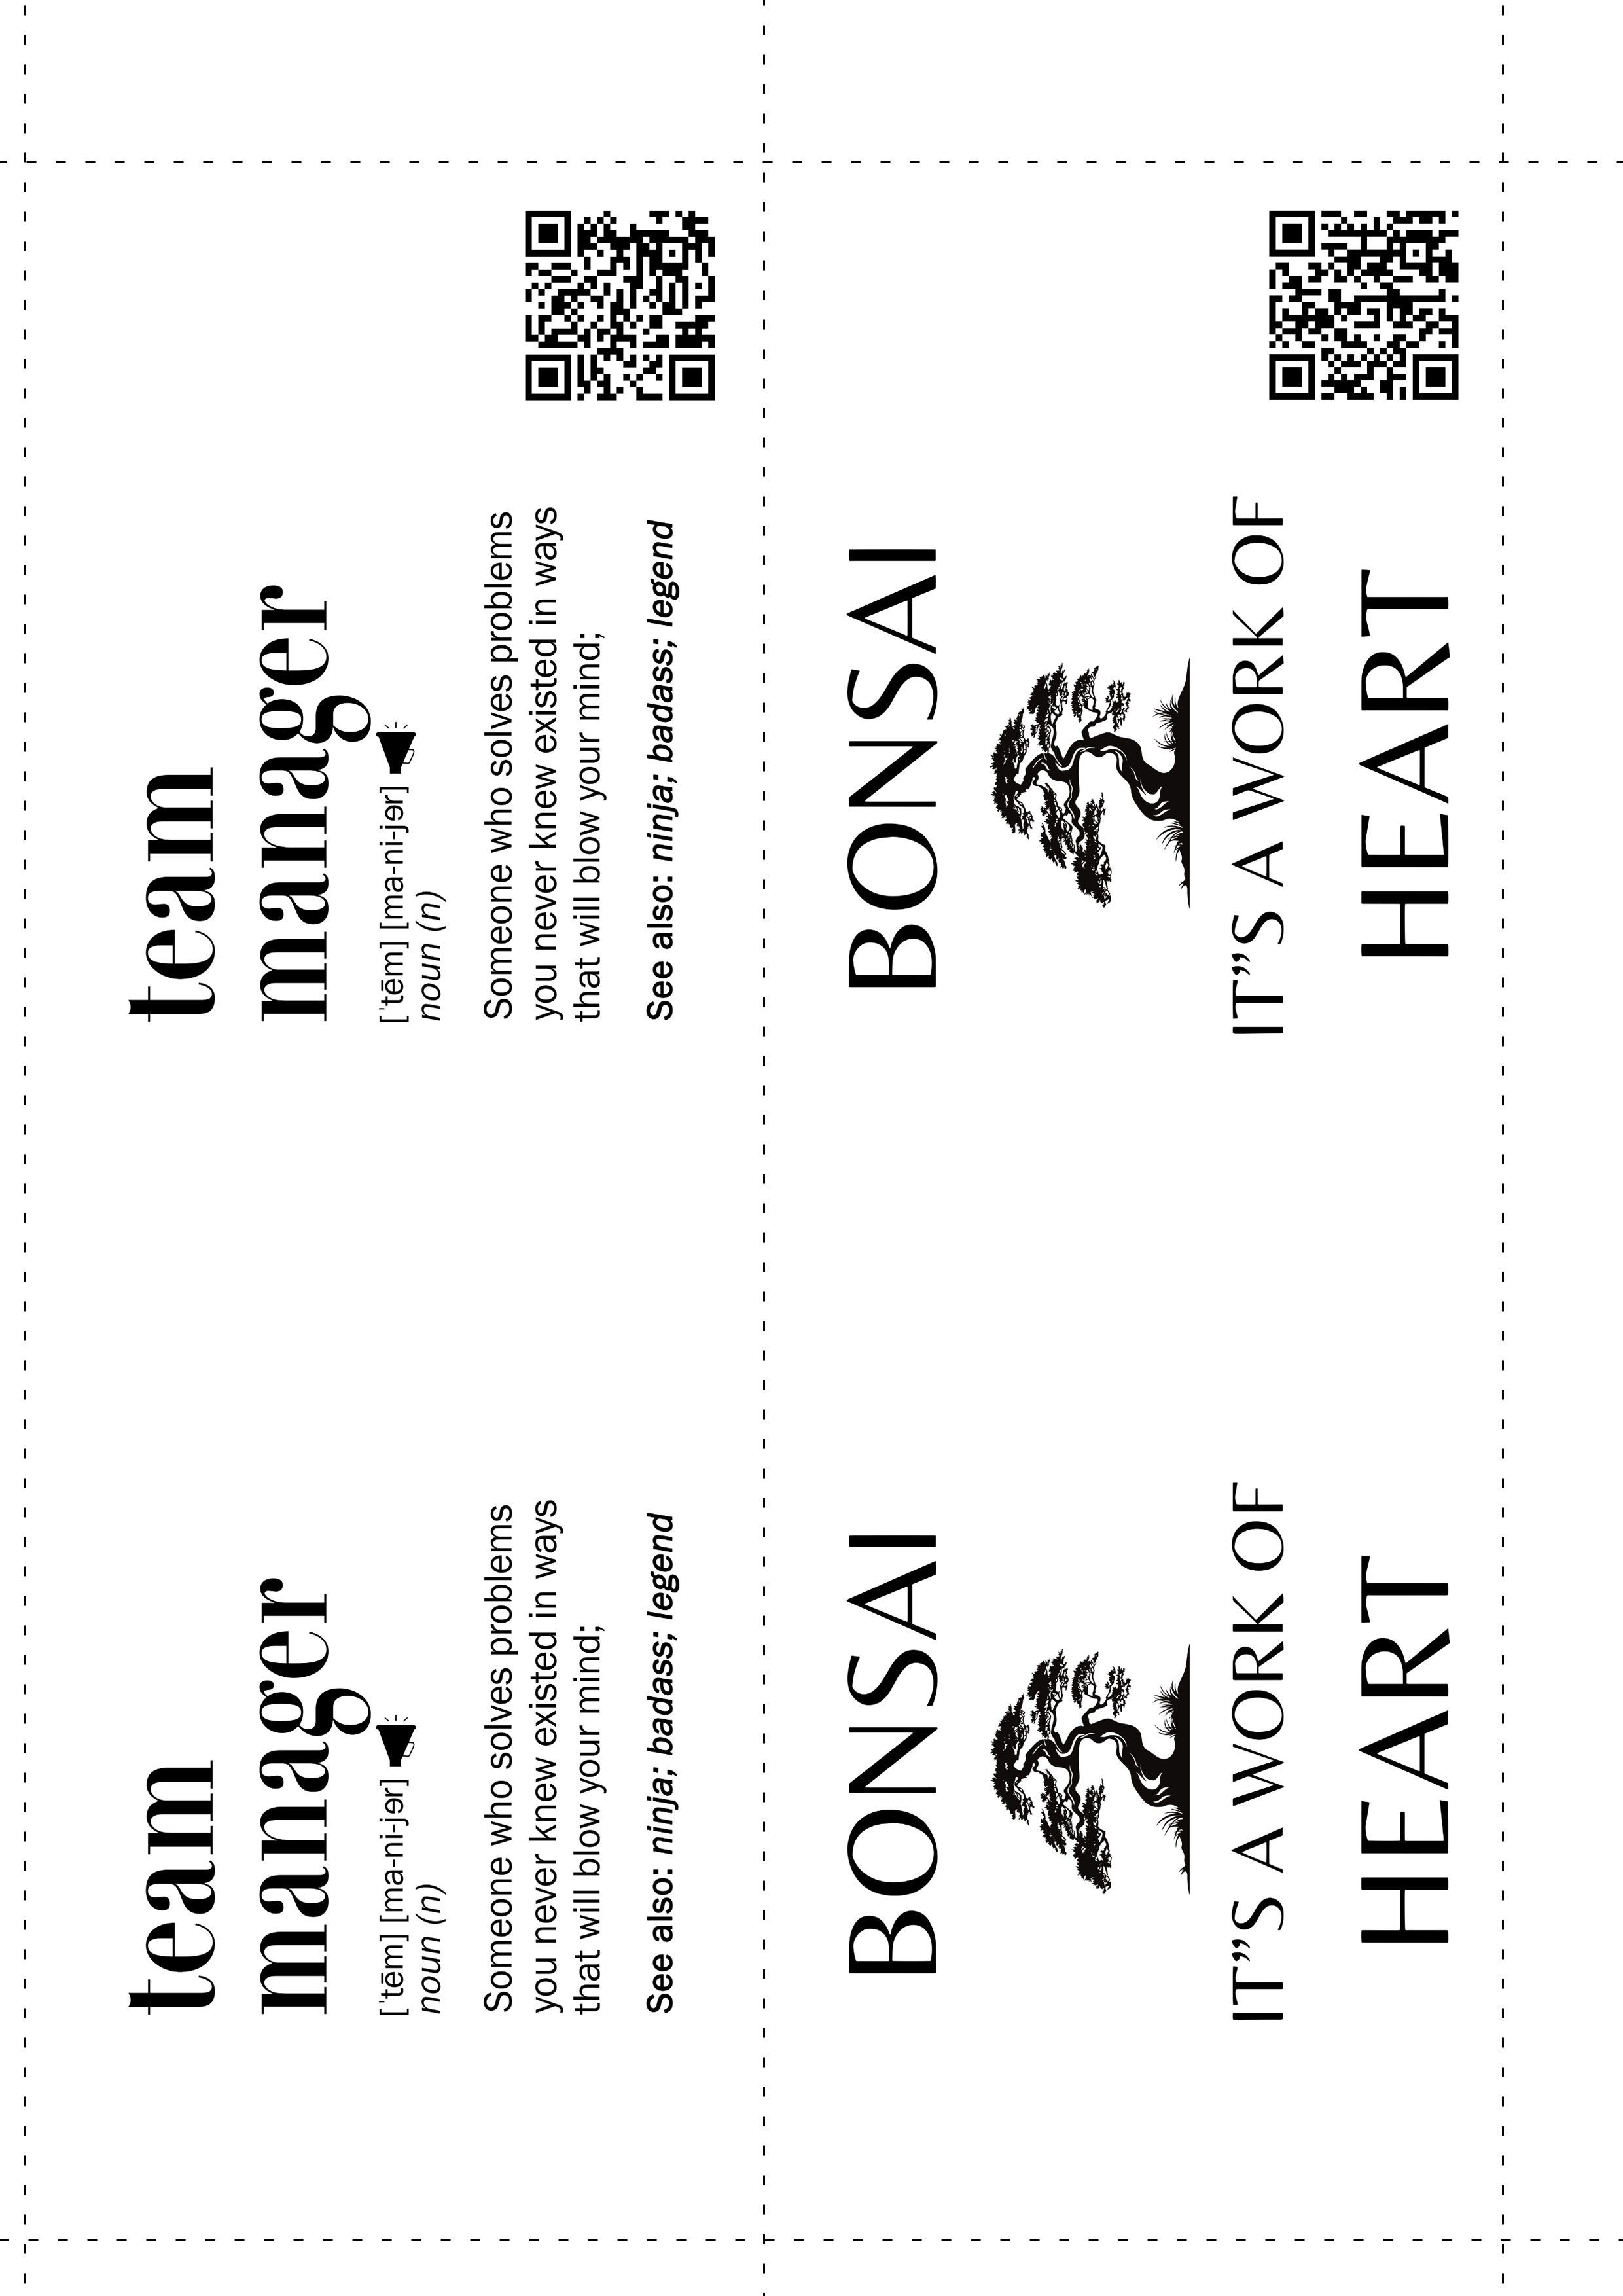 team
manager
[ˈtēm] [ma-ni-jər]
noun (n)
Someone who solves problems
you never knew existed in ways
that will blow your mind;
See also: ninja; badass; legend
team
manager
[ˈtēm] [ma-ni-jər]
noun (n)
Someone who solves problems
you never knew existed in ways
that will blow your mind;
See also: ninja; badass; legend
BONSAI
IT”S A WORK OF
HEART
BONSAI
IT”S A WORK OF
HEART